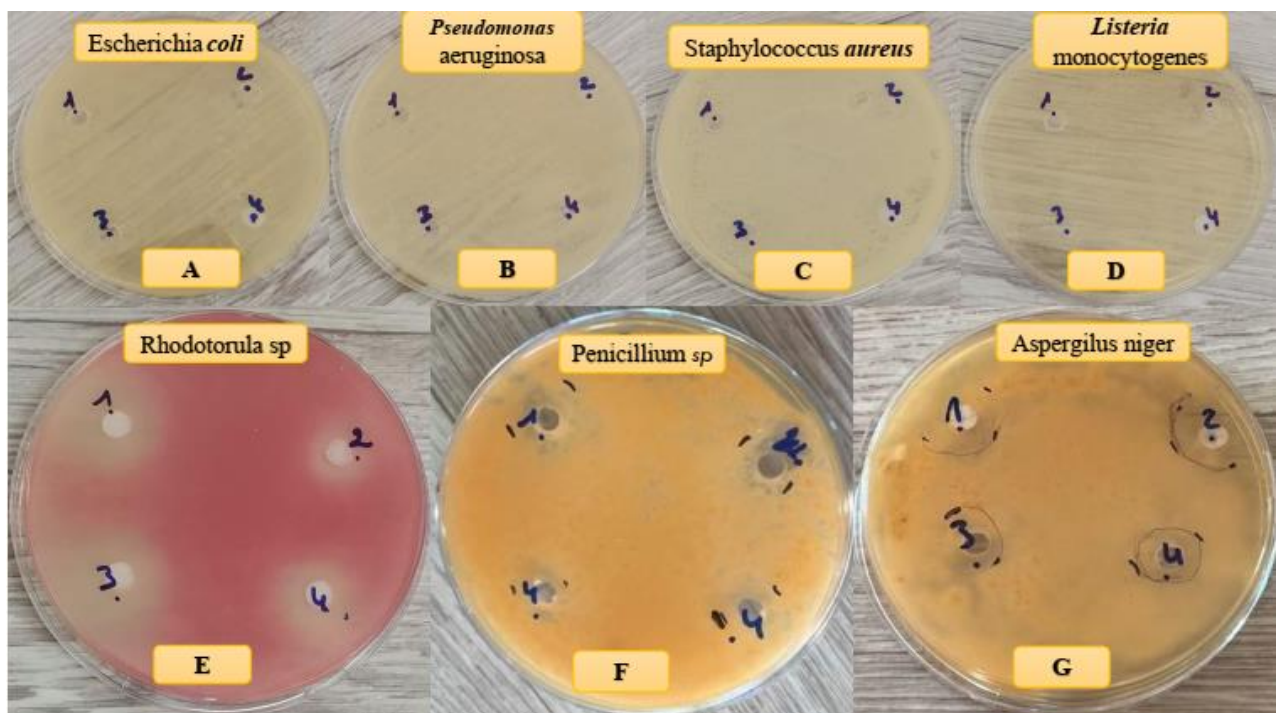 Escherichia coli
Pseudomonas
aeruginosa
Staphylococcus aureus
Listeria
monocytogenes
1
2
3
4
A
1
2
3
4
B
1
2
3
4
C
1
2
3
4
D
Rhodotorula sp
1
2
3
4
E
Penicillium sp
1
4
4
F
Aspergilus niger
1
2
3
4
G